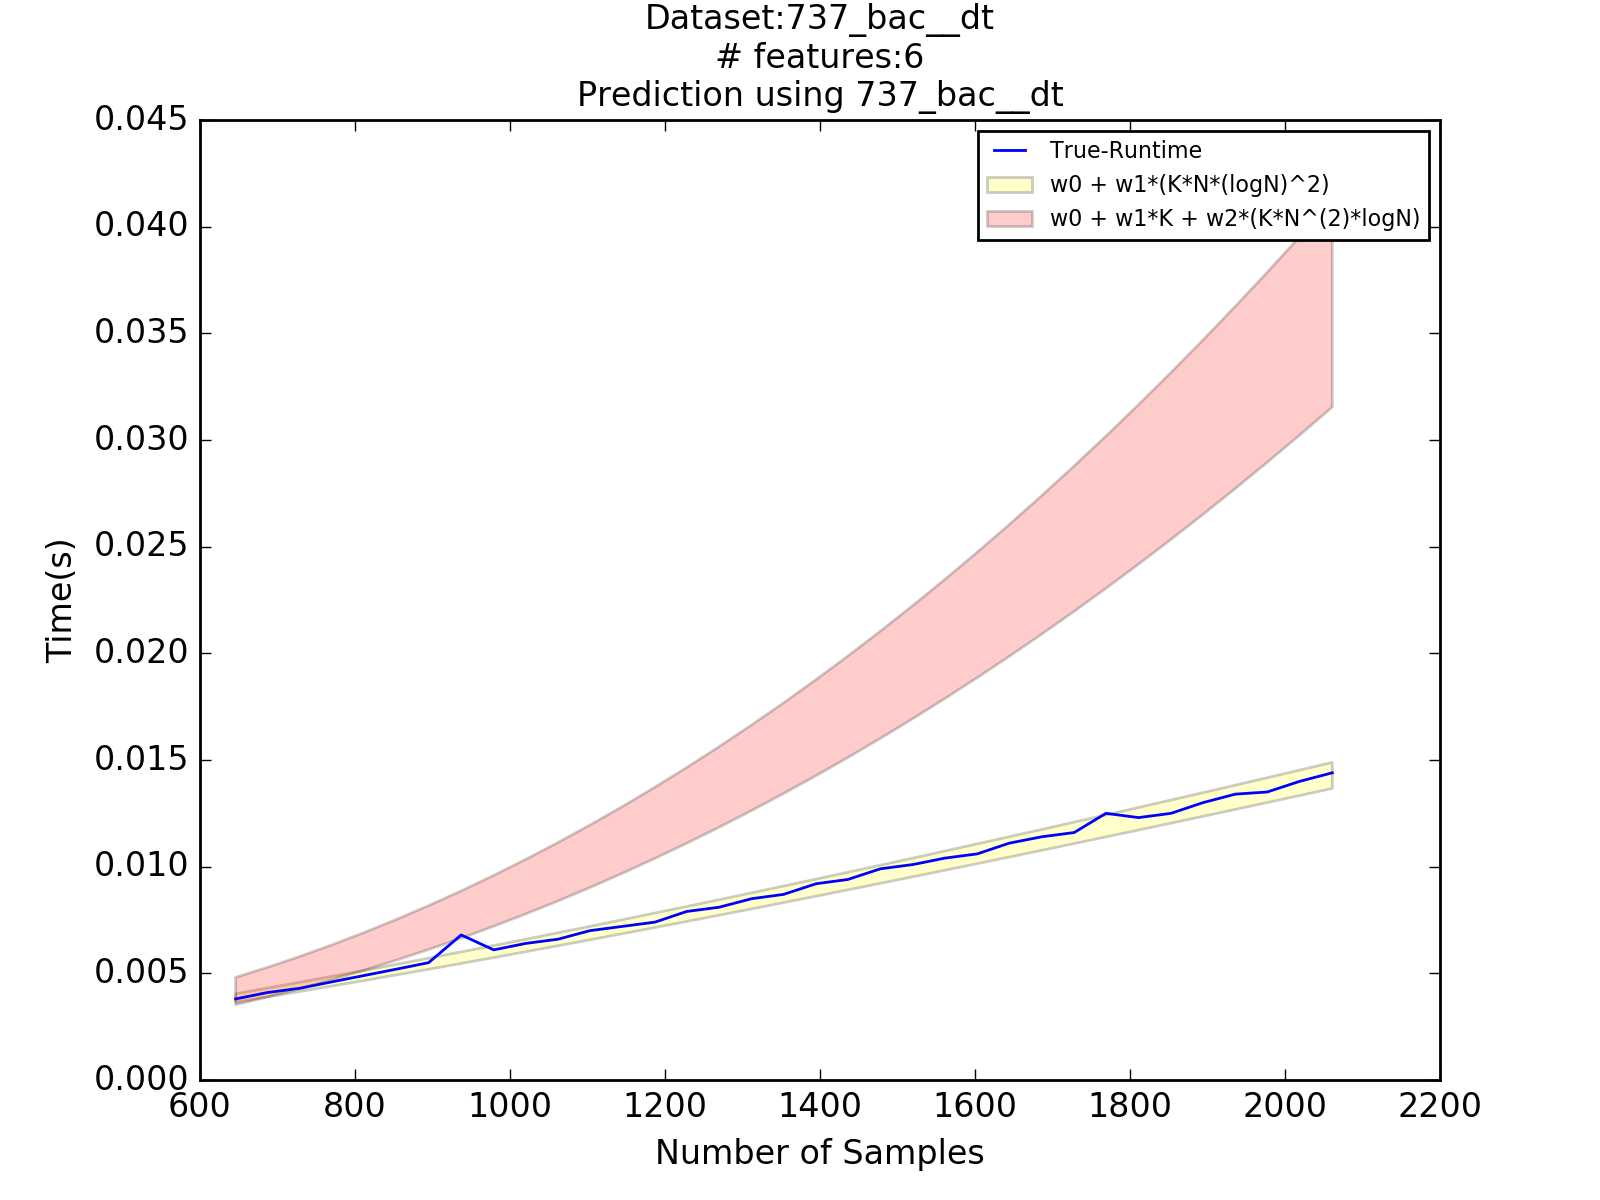 Dataset:737_bac__dt
# features:6
Prediction using 737_bac__dt
0.045
0.040
0.035
0.030
0.025
0.020
0.015
0.010
0.005
0.000
Time(s)
True-Runtime
w0 + w1*(K*N*(logN)^2)
w0 + w1*K + w2*(K*N^(2)*logN)
600 800 1000 1200 1400 1600 1800 2000 2200
Number of Samples